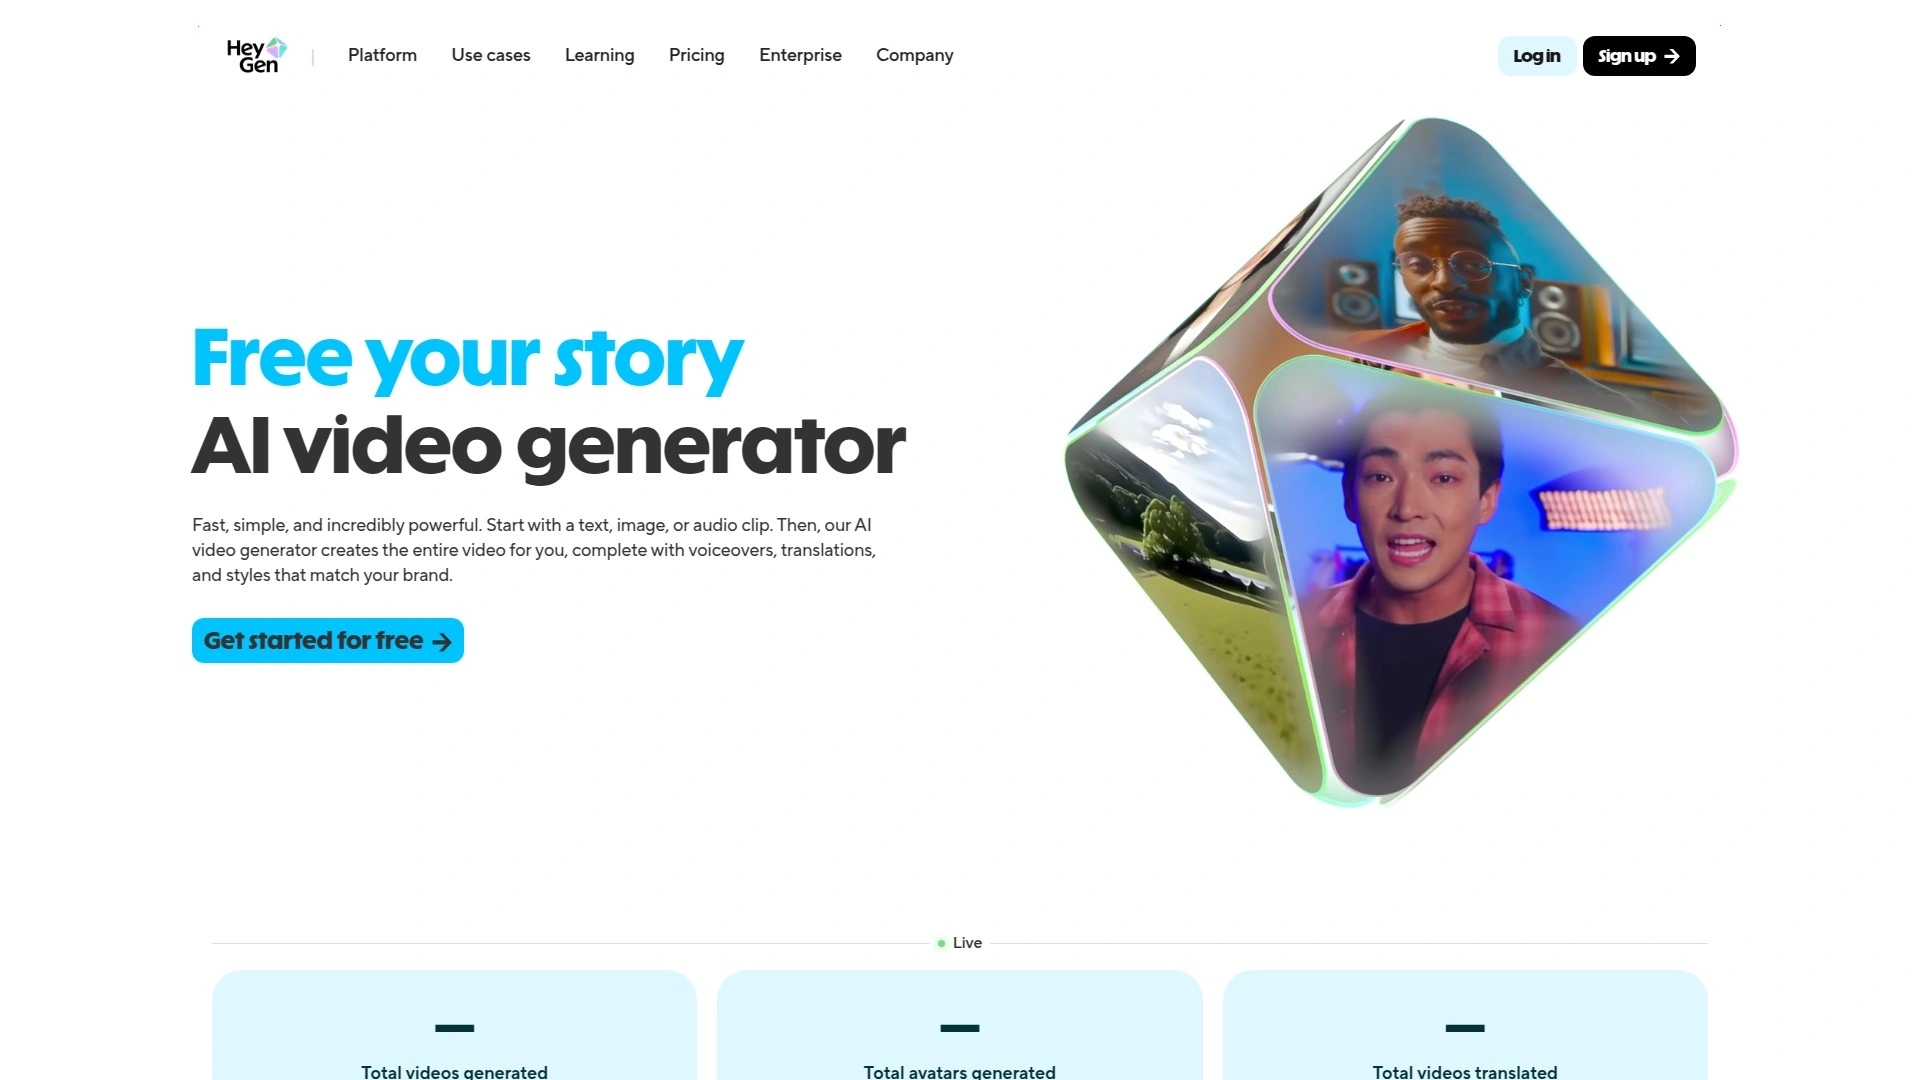 Hey
Gen
Platform
Use cases
Learning
Pricing
Enterprise
Company
Log in
Sign up →
Free your story
AI video generator
Fast, simple, and incredibly powerful. Start with a text, image, or audio clip. Then, our AI
video generator creates the entire video for you, complete with voiceovers, translations,
and styles that match your brand.
Get started for free →
Live
—
—
—
Total videos generated
Total avatars generated
Total videos translated